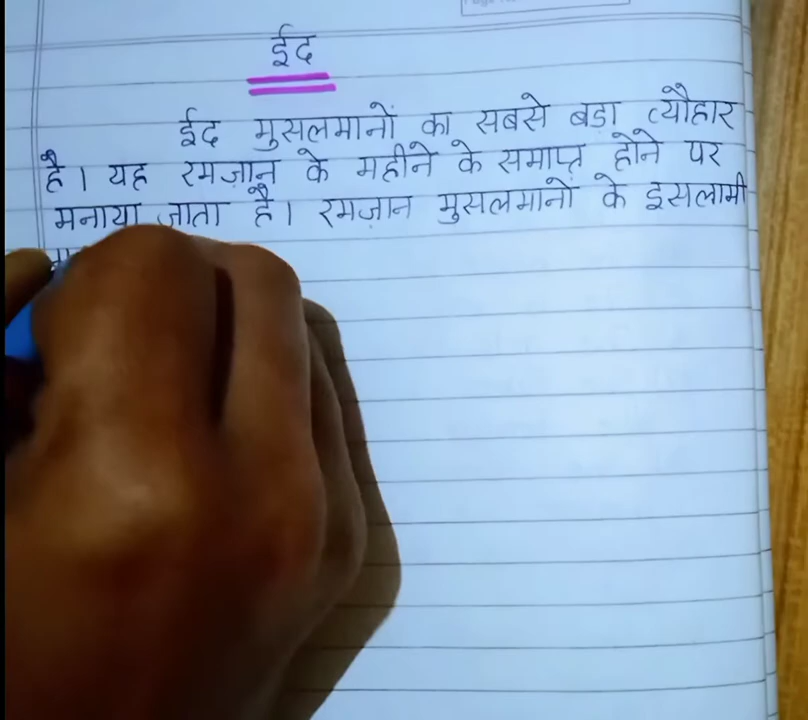 ईद
ईद मुसलमानों का सबसे बड़ा त्यौहार
है। यह रमज़ान के महीने के समाप्त होने पर
मनाया जाता है। रमज़ान मुसलमानों के इसलामी